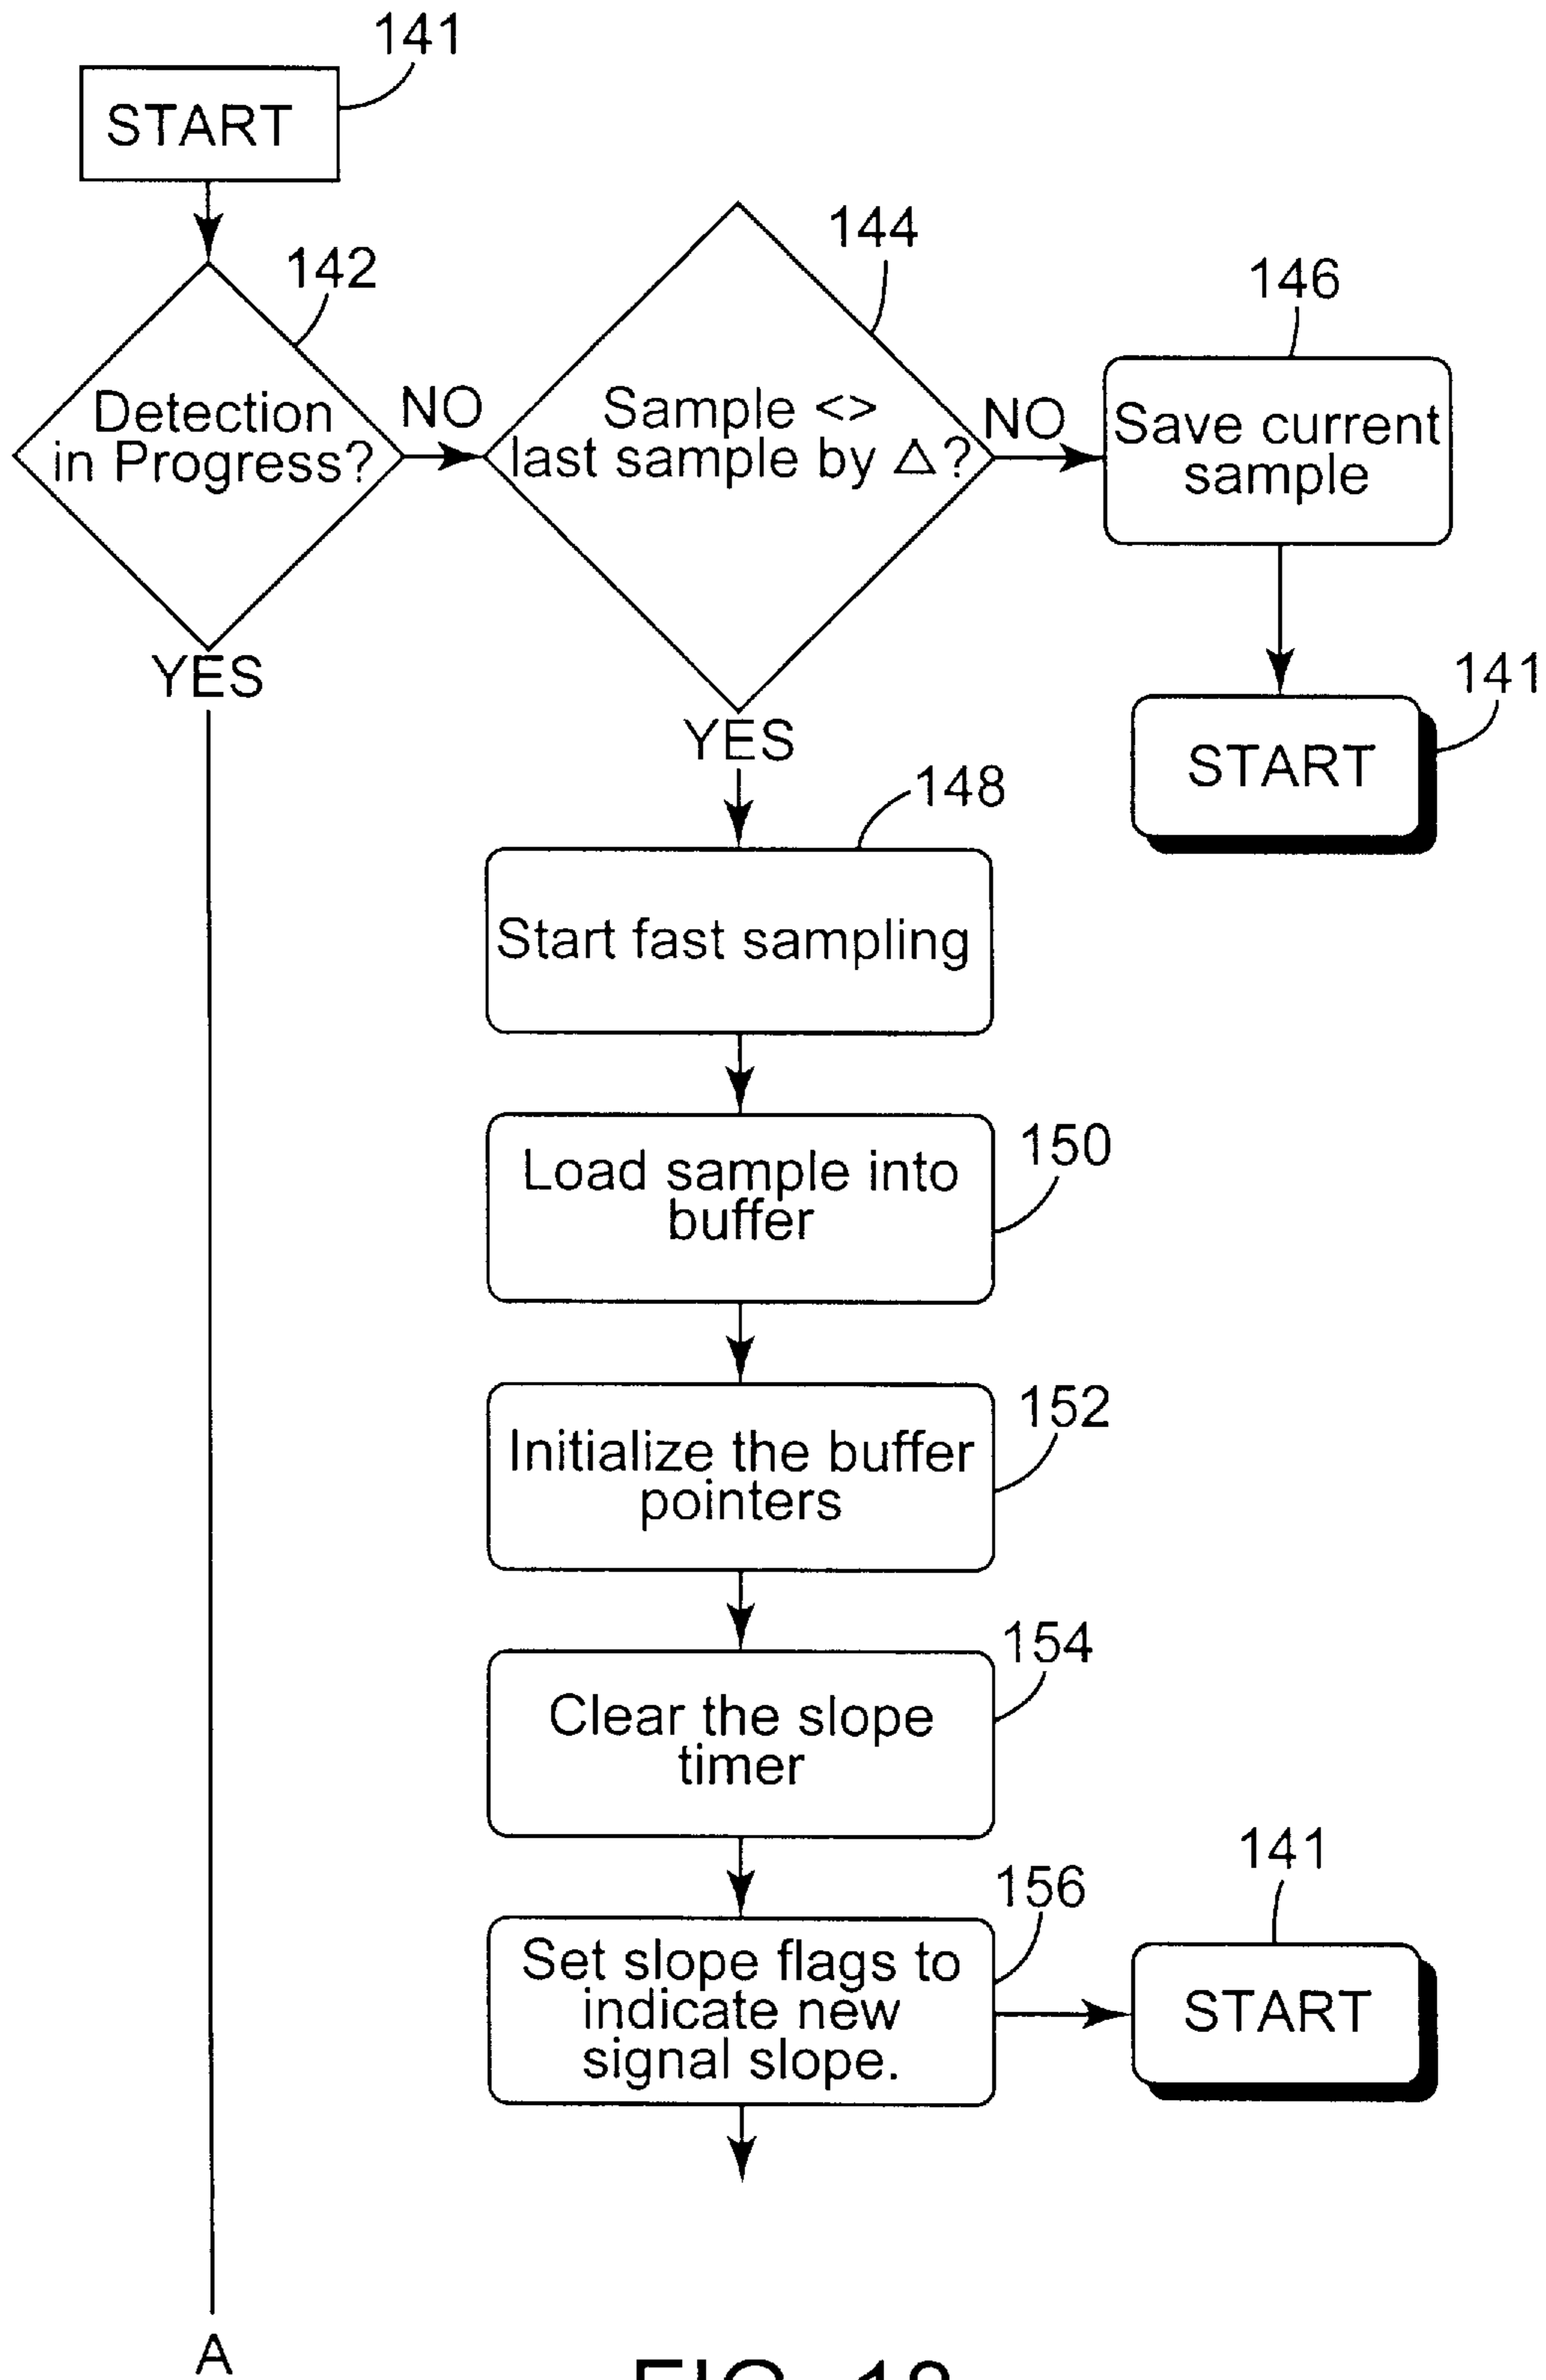 141
START
142
Detection
in Progress?
NO
YES
144
Sample <>
last sample by Δ?
NO
YES
146
Save current
sample
141
START
148
Start fast sampling
150
Load sample into
buffer
152
Initialize the buffer
pointers
154
Clear the slope
timer
156
Set slope flags to
indicate new
signal slope.
141
START
A